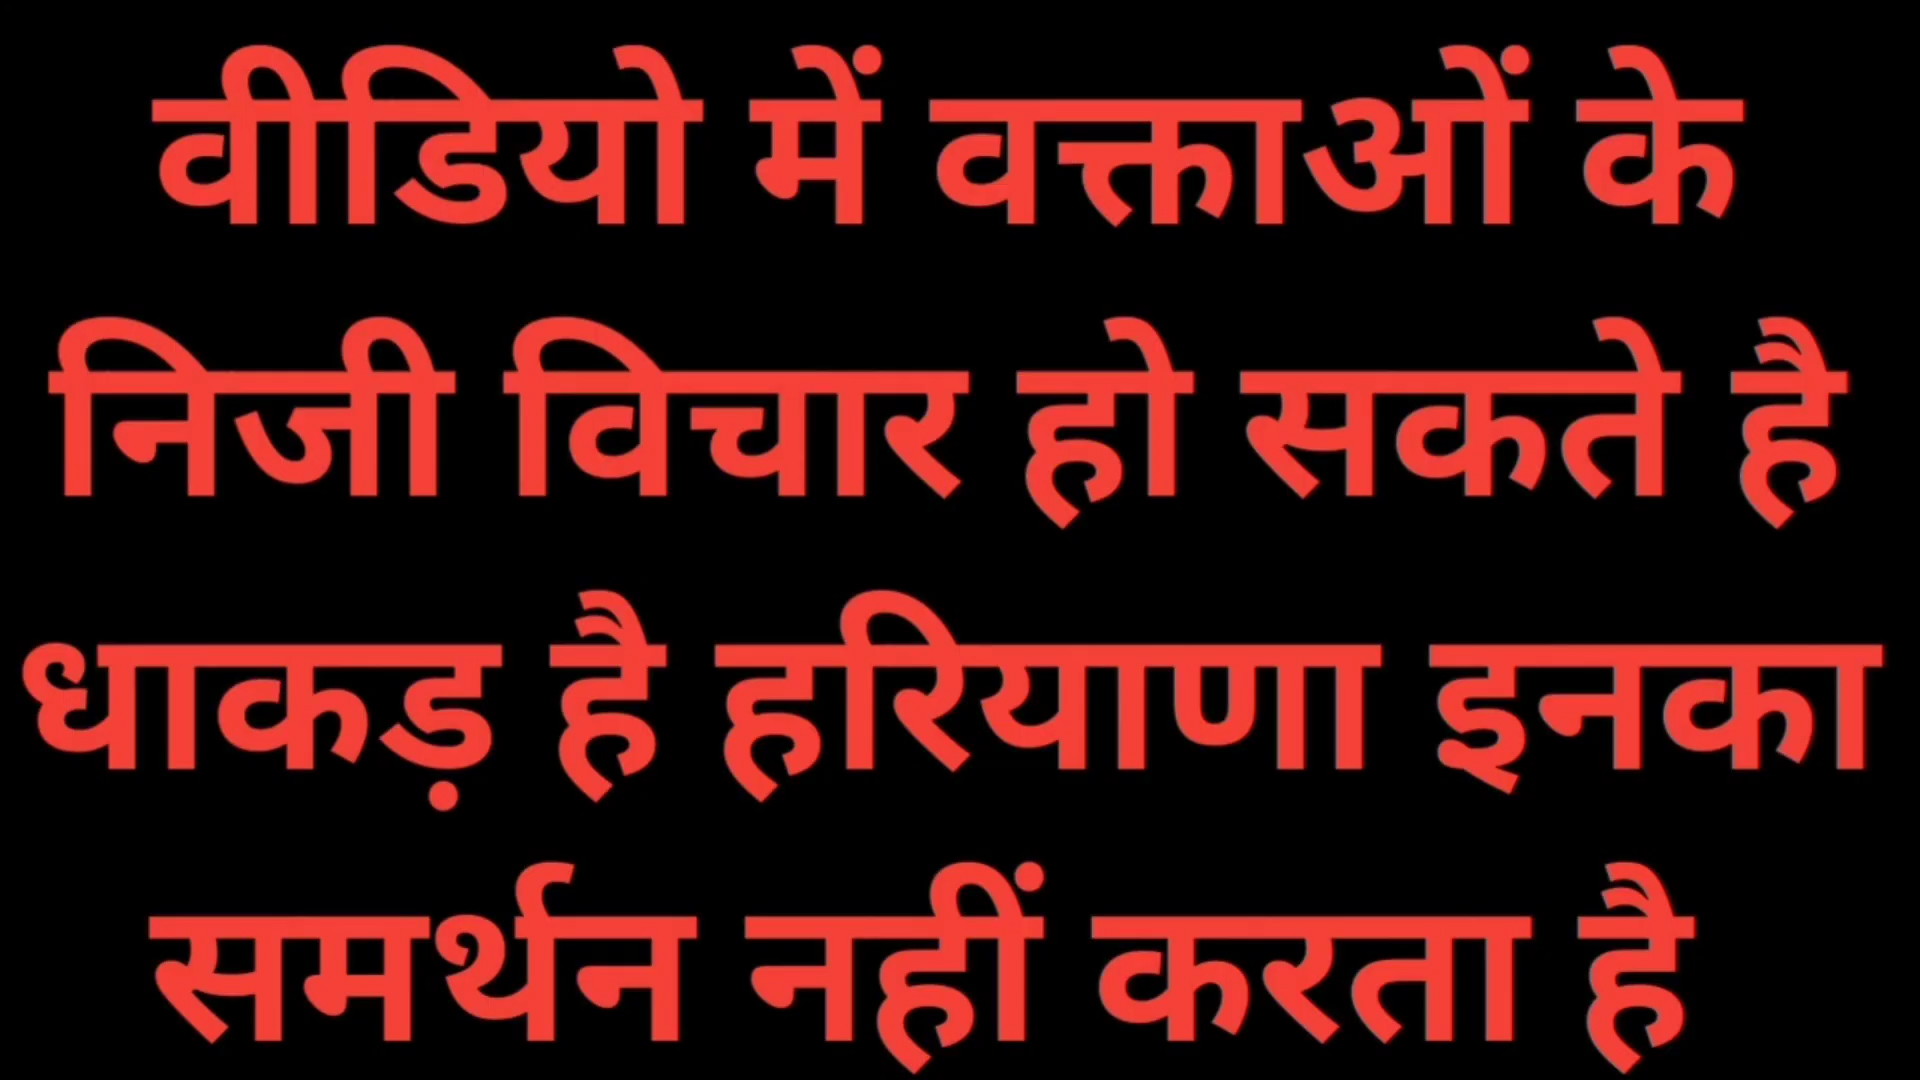 वीडियो में वक्ताओं के
निजी विचार हो सकते है
धाकड़ है हरियाणा इनका
समर्थन नहीं करता है